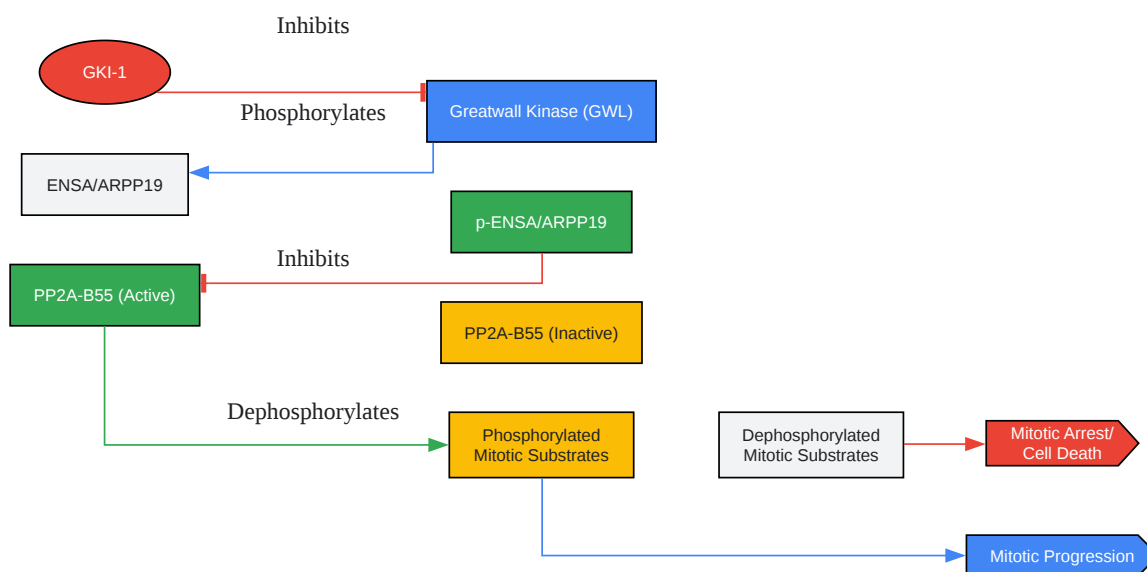 Inhibits
GKI-1
Greatwall Kinase (GWL)
Phosphorylates
ENSA/ARPP19
p-ENSA/ARPP19
Inhibits
PP2A-B55 (Active)
PP2A-B55 (Inactive)
Dephosphorylates
Phosphorylated
Mitotic Substrates
Dephosphorylated
Mitotic Substrates
Mitotic Arrest/
Cell Death
Mitotic Progression